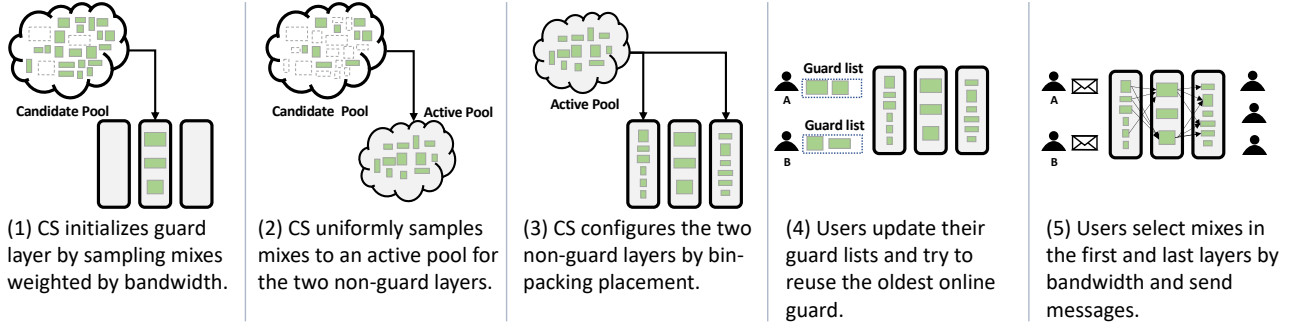 Candidate Pool
(1) CS initializes guard
layer by sampling mixes
weighted by bandwidth.
Candidate Pool
Active Pool
(2) CS uniformly samples
mixes to an active pool for
the two non-guard layers.
Active Pool
(3) CS configures the two
non-guard layers by bin-
packing placement.
Guard list
A
Guard list
B
(4) Users update their
guard lists and try to
reuse the oldest online
guard.
A
B
(5) Users select mixes in
the first and last layers by
bandwidth and send
messages.